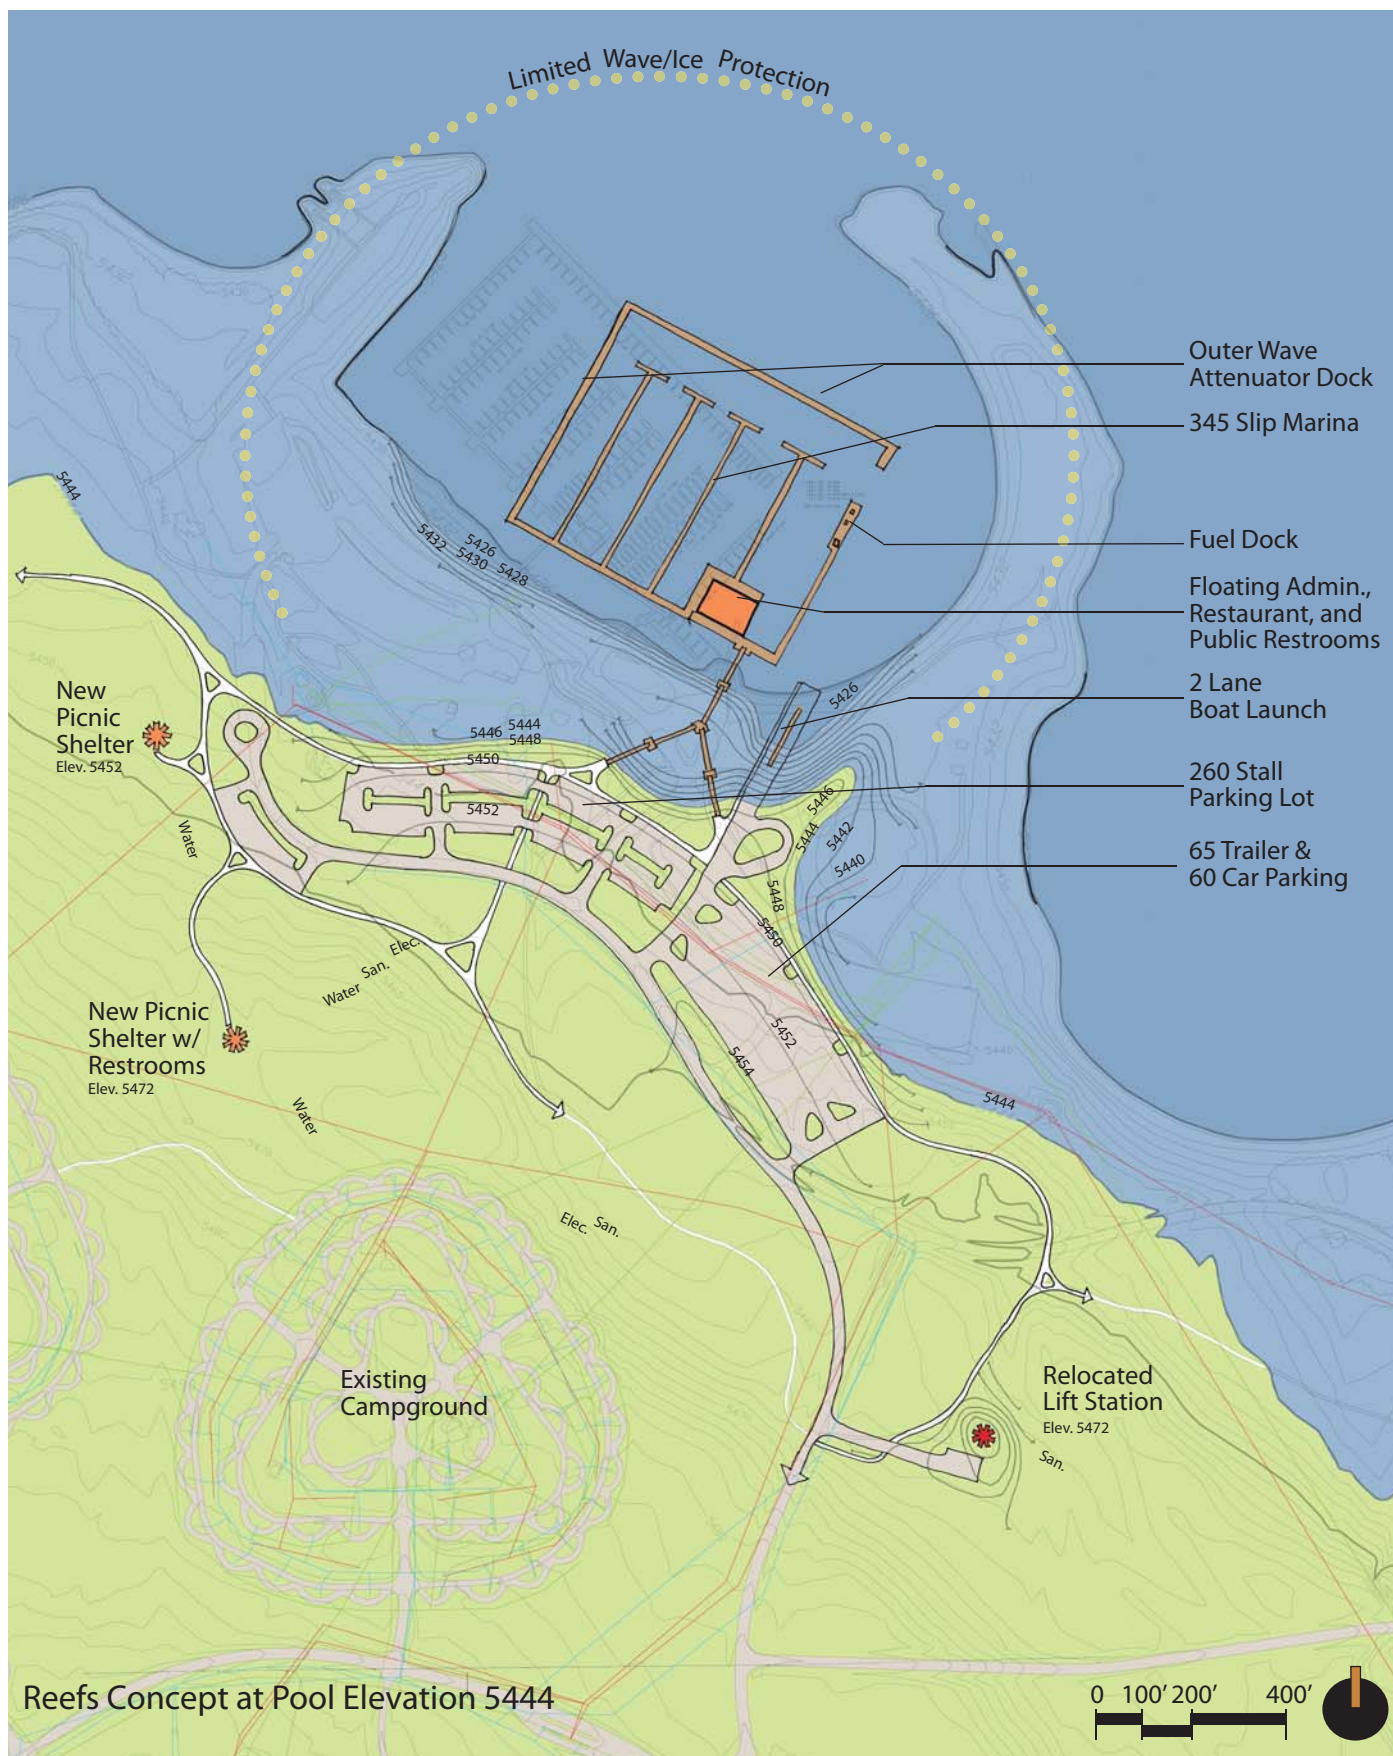 Limited Wave/Ice Protection
Outer Wave
Attenuator Dock
345 Slip Marina
5444
5432
5426
5430
5428
Fuel Dock
Floating Admin.,
Restaurant, and
Public Restrooms
New
Picnic
Shelter
Elev. 5452
5426
2 Lane
Boat Launch
5446
5444
5448
5450
5452
260 Stall
Parking Lot
5446
5444
5442
5440
65 Trailer &
60 Car Parking
Water
5448
5450
Elec.
San.
Water
New Picnic
Shelter w/
Restrooms
Elev. 5472
5452
5454
5444
Water
Elec. San.
Existing
Campground
Relocated
Lift Station
Elev. 5472
San.
Reefs Concept at Pool Elevation 5444
0 100' 200' 400'